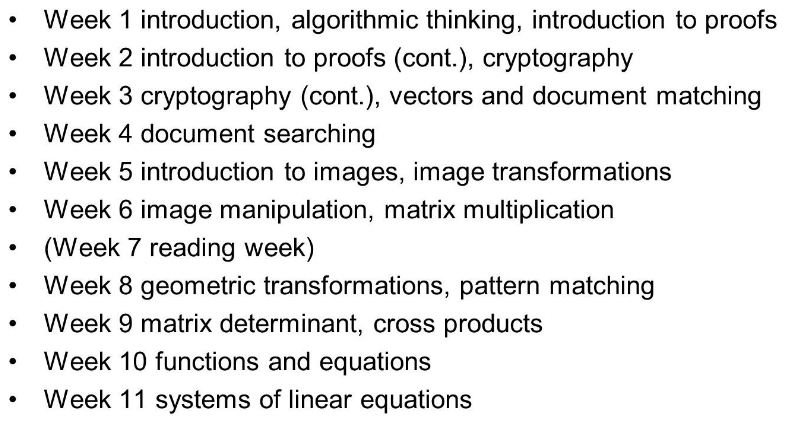 • Week 1 introduction, algorithmic thinking, introduction to proofs
• Week 2 introduction to proofs (cont.), cryptography
• Week 3 cryptography (cont.), vectors and document matching
• Week 4 document searching
• Week 5 introduction to images, image transformations
• Week 6 image manipulation, matrix multiplication
• (Week 7 reading week)
• Week 8 geometric transformations, pattern matching
• Week 9 matrix determinant, cross products
• Week 10 functions and equations
• Week 11 systems of linear equations